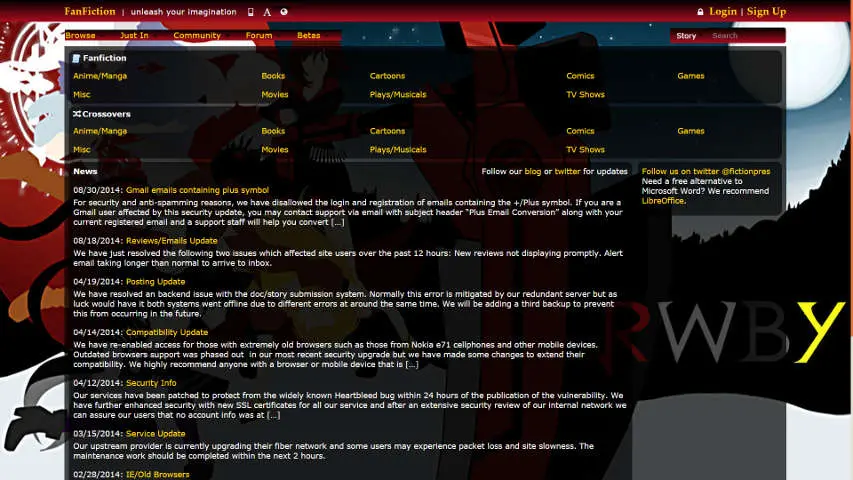 FanFiction | unleash your imagination A Login | Sign Up
Browse Just In Community Forum Betas Story Search
Fanfiction
Anime/Manga Books Cartoons Comics Games
Misc Movies Plays/Musicals TV Shows
Crossovers
Anime/Manga Books Cartoons Comics Games
Misc Movies Plays/Musicals TV Shows
News Follow our blog or twitter for updates
08/30/2014: Gmail emails containing plus symbol
For security and anti-spamming reasons, we have disallowed the login and registration of emails containing the +/Plus symbol. If you are a
Gmail user affected by this security update, you may contact support via email with subject header "Plus Email Conversion" along with your
current registered email and a support staff will help you convert [...]
08/18/2014: Reviews/Emails Update
We have just resolved the following two issues which affected site users over the past 12 hours: New reviews not displaying promptly. Alert
email taking longer than normal to arrive to inbox.
04/19/2014: Posting Update
We have resolved an backend issue with the doc/story submission system. Normally this error is mitigated by our redundant server but as
luck would have it both systems went offline due to different errors at around the same time. We will be adding a third backup to prevent
this from occurring in the future.
04/14/2014: Compatibility Update
We have re-enabled access for those with extremely old browsers such as those from Nokia e71 cellphones and other mobile devices.
Outdated browsers support was phased out in our most recent security upgrade but we have made some changes to extend their
compatibility. We highly recommend anyone with a browser or mobile device that is [...]
04/12/2014: Security Info
Our services have been patched to protect from the widely known Heartbleed bug within 24 hours of the publication of the vulnerability. We
have further enhanced security with new SSL certificates for all our service and after an extensive security review of our internal network we
can assure our users that no account info was at [...]
03/15/2014: Service Update
Our upstream provider is currently upgrading their fiber network and some users may experience packet loss and site slowness. The
maintenance work should be completed within the next 2 hours.
02/28/2014: IE/Old Browsers
Follow us on twitter @fictionpres
Need a free alternative to
Microsoft Word? We recommend
LibreOffice.
RWBY